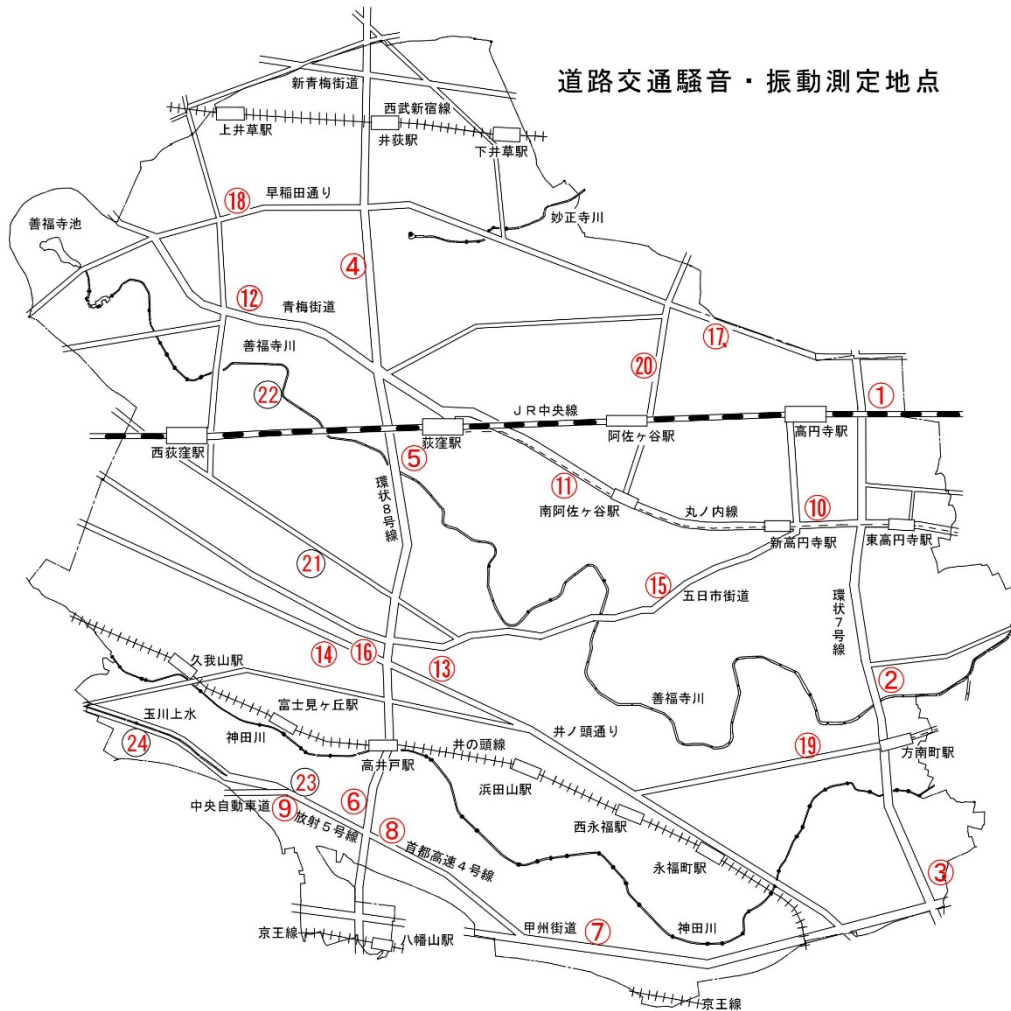 道路交通騒音・振動測定地点
新青梅街道
西武新宿線
上井草駅
井荻駅
下井草駅
⑱
早稲田通り
妙正寺川
善福寺池
④
⑫
青梅街道
⑰
善福寺川
⑳
㉒
①
JR中央線
高円寺駅
阿佐ヶ谷駅
荻窪駅
西荻窪駅
⑤
⑪
環状8号線
南阿佐ヶ谷駅
丸ノ内線
⑩
新高円寺駅
東高円寺駅
㉑
⑮
五日市街道
環状7号線
⑭
⑯
⑬
久我山駅
②
善福寺川
富士見ヶ丘駅
玉川上水
神田川
井ノ頭通り
㉔
井の頭線
⑲
方南町駅
高井戸駅
㉓
浜田山駅
中央自動車道
⑨
⑥
放射5号線
⑧
西永福駅
首都高速4号線
永福町駅
③
甲州街道
⑦
神田川
京王線
八幡山駅
京王線